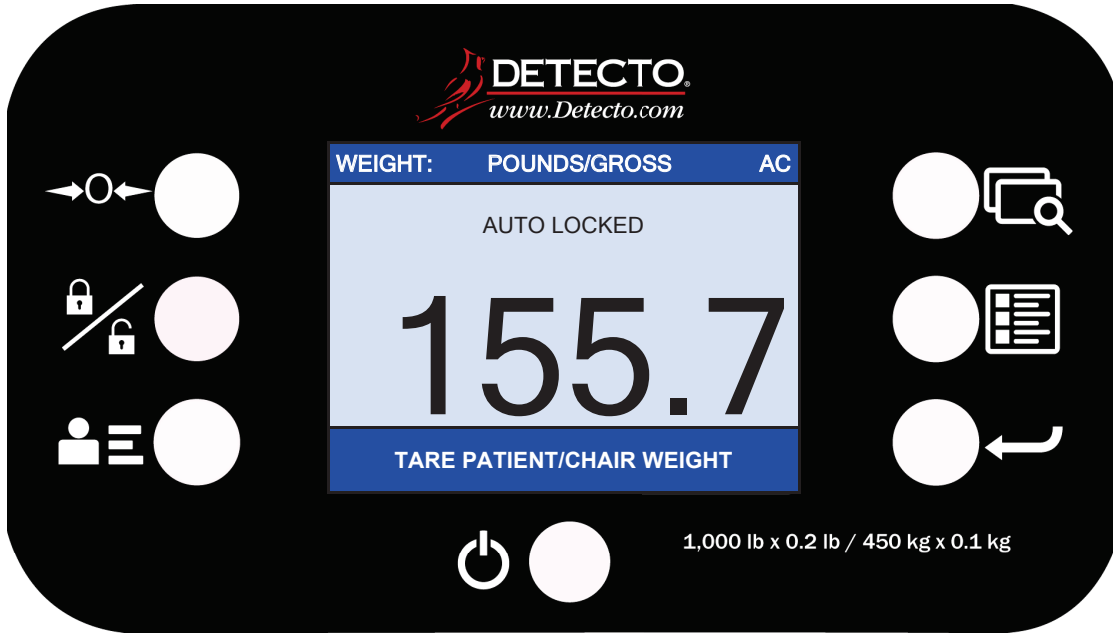 DETECTO®
www.Detecto.com
WEIGHT: POUNDS/GROSS AC
AUTO LOCKED
155.7
TARE PATIENT/CHAIR WEIGHT
1,000 lb x 0.2 lb / 450 kg x 0.1 kg